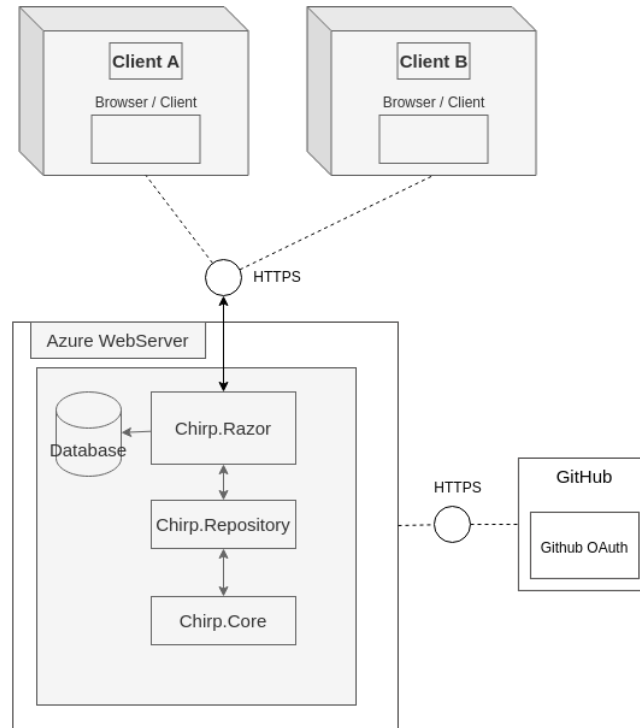 Client A
Browser / Client
Client B
Browser / Client
HTTPS
Azure WebServer
Chirp.Razor
Database
Chirp.Repository
Chirp.Core
HTTPS
GitHub
Github OAuth